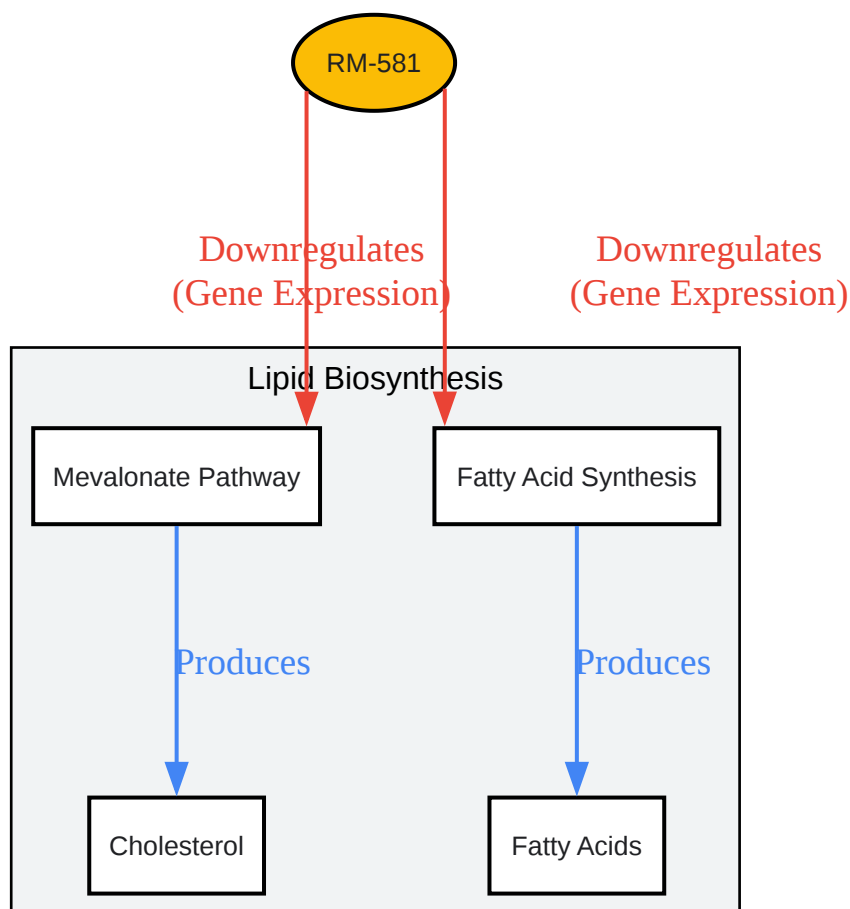 RM-581
Downregulates
(Gene Expression)
Downregulates
(Gene Expression)
Lipid Biosynthesis
Mevalonate Pathway
Fatty Acid Synthesis
Produces
Produces
Cholesterol
Fatty Acids